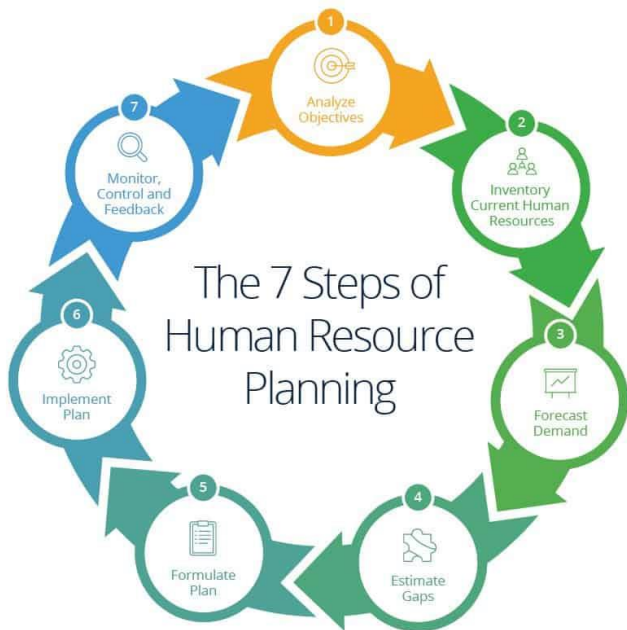 The 7 Steps of
Human Resource
Planning
1
Analyze
Objectives
2
Inventory
Current Human
Resources
3
Forecast
Demand
4
Estimate
Gaps
5
Formulate
Plan
6
Implement
Plan
7
Monitor,
Control and
Feedback